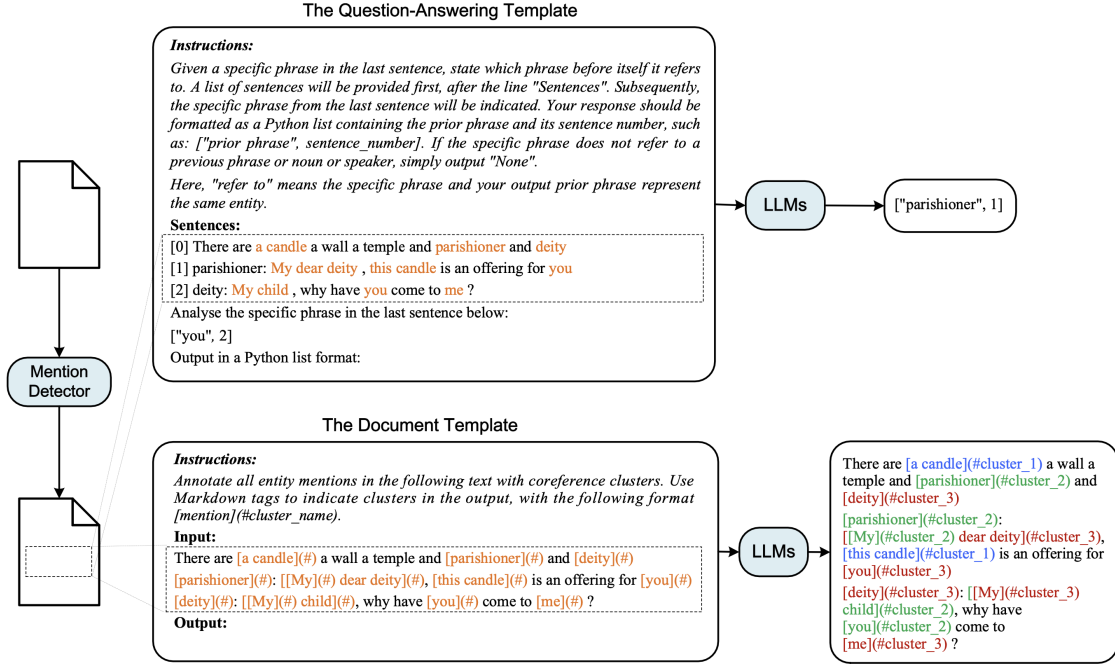 The Question-Answering Template
Instructions:
Given a specific phrase in the last sentence, state which phrase before itself it refers
to. A list of sentences will be provided first, after the line "Sentences". Subsequently,
the specific phrase from the last sentence will be indicated. Your response should be
formatted as a Python list containing the prior phrase and its sentence number, such
as: ["prior phrase", sentence_number]. If the specific phrase does not refer to a
previous phrase or noun or speaker, simply output "None".
Here, "refer to" means the specific phrase and your output prior phrase represent
the same entity.
Sentences:
[0] There are a candle a wall a temple and parishioner and deity
[1] parishioner: My dear deity , this candle is an offering for you
[2] deity: My child , why have you come to me ?
Analyse the specific phrase in the last sentence below:
["you", 2]
Output in a Python list format:
LLMs
["parishioner", 1]
Mention
Detector
The Document Template
Instructions:
Annotate all entity mentions in the following text with coreference clusters. Use
Markdown tags to indicate clusters in the output, with the following format
[mention](#cluster_name).
Input:
There are [a candle](#) a wall a temple and [parishioner](#) and [deity](#)
[parishioner](#): [[My](#) dear deity](#), [this candle](#) is an offering for [you](#)
[deity](#): [[My](#) child](#), why have [you](#) come to [me](#) ?
Output:
LLMs
There are [a candle](#cluster_1) a wall a
temple and [parishioner](#cluster_2) and
[deity](#cluster_3)
[parishioner](#cluster_2):
[[My](#cluster_2) dear deity](#cluster_3),
[this candle](#cluster_1) is an offering for
[you](#cluster_3)
[deity](#cluster_3): [[My](#cluster_3)
child](#cluster_2), why have
[you](#cluster_2) come to
[me](#cluster_3) ?